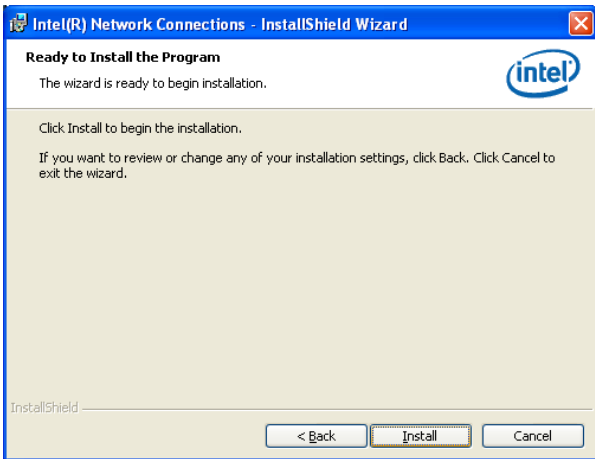 Intel(R) Network Connections - InstallShield Wizard
Ready to Install the Program
The wizard is ready to begin installation.
intel
Click Install to begin the installation.
If you want to review or change any of your installation settings, click Back. Click Cancel to
exit the wizard.
InstallShield
< Back
Install
Cancel